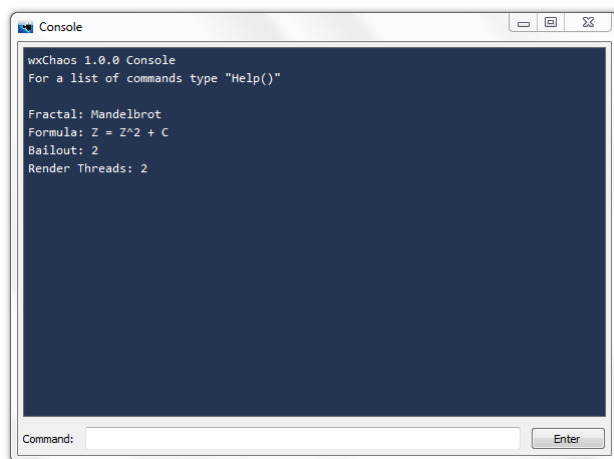 Console
wxChaos 1.0.0 Console
For a list of commands type "Help()"
Fractal: Mandelbrot
Formula: Z = Z^2 + C
Bailout: 2
Render Threads: 2
Command:
Enter